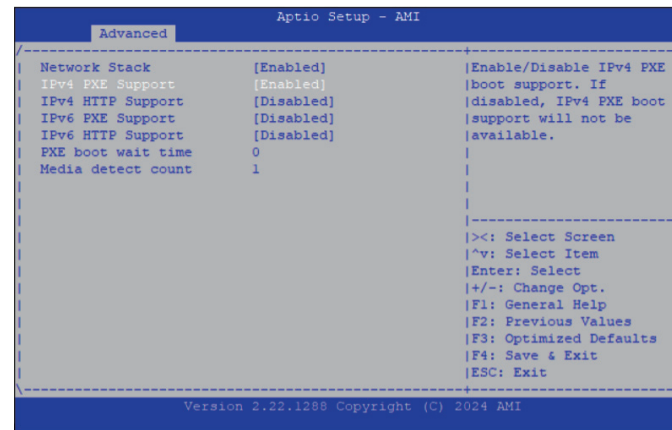 Aptio Setup - AMI
Advanced
/----------------------------------------------------+----------------------
| Network Stack [Enabled] |Enable/Disable IPv4 PXE
| IPv4 PXE Support [Enabled] |boot support. If
| IPv4 HTTP Support [Disabled] |disabled, IPv4 PXE boot
| IPv6 PXE Support [Disabled] |support will not be
| IPv6 HTTP Support [Disabled] |available.
| PXE boot wait time 0 |
| Media detect count 1 |
|----------------------
|><: Select Screen
|^v: Select Item
|Enter: Select
|+/-: Change Opt.
|F1: General Help
|F2: Previous Values
|F3: Optimized Defaults
|F4: Save & Exit
|ESC: Exit
\----------------------------------------------------+----------------------
Version 2.22.1288 Copyright (C) 2024 AMI